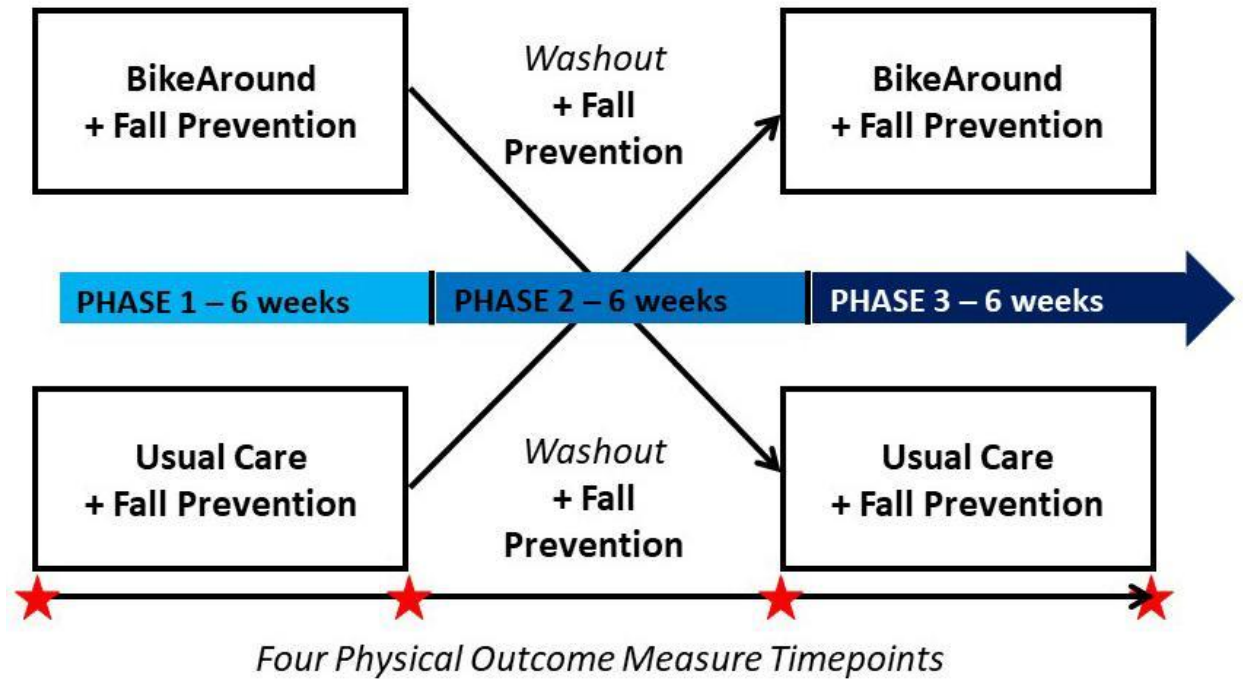 BikeAround
+ Fall Prevention
Washout
+ Fall
Prevention
BikeAround
+ Fall Prevention
PHASE 1 – 6 weeks
PHASE 2 – 6 weeks
PHASE 3 – 6 weeks
Usual Care
+ Fall Prevention
Washout
+ Fall
Prevention
Usual Care
+ Fall Prevention
Four Physical Outcome Measure Timepoints